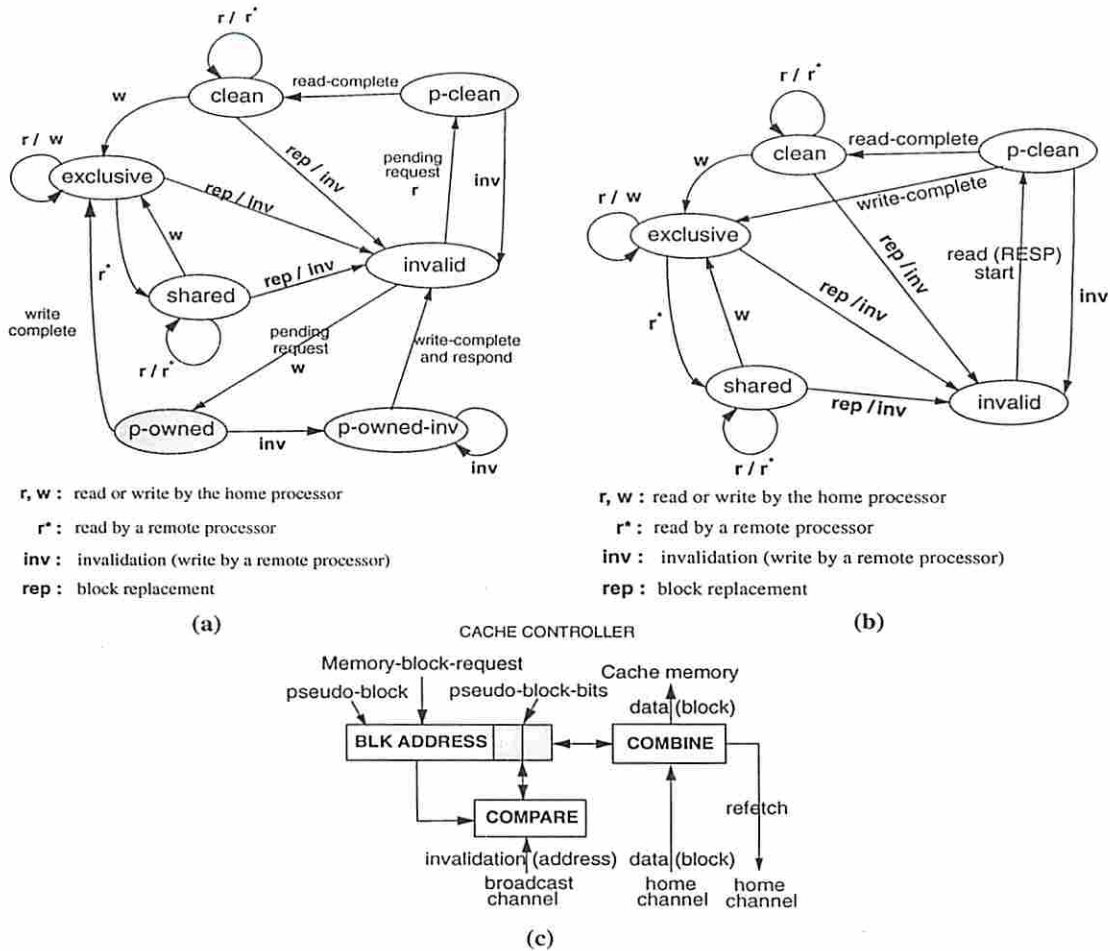 r / r*
clean
read-complete
p-clean
w
r / w
exclusive
rep / inv
rep / inv
pending
request
r
inv
w
r*
shared
rep / inv
invalid
write
complete
r / r*
pending
request
w
write-complete
and respond
p-owned
inv
p-owned-inv
inv
r, w : read or write by the home processor
r* : read by a remote processor
inv : invalidation (write by a remote processor)
rep : block replacement
(a)
r / r*
clean
read-complete
p-clean
w
write-complete
r / w
exclusive
rep / inv
read (RESP)
start
inv
r*
w
rep / inv
shared
rep / inv
invalid
r / r*
r, w : read or write by the home processor
r* : read by a remote processor
inv : invalidation (write by a remote processor)
rep : block replacement
(b)
CACHE CONTROLLER
Memory-block-request
Cache memory
pseudo-block
pseudo-block-bits
data (block)
BLK ADDRESS
COMBINE
COMPARE
refetch
invalidation (address)
data (block)
broadcast
channel
home
channel
home
channel
(c)